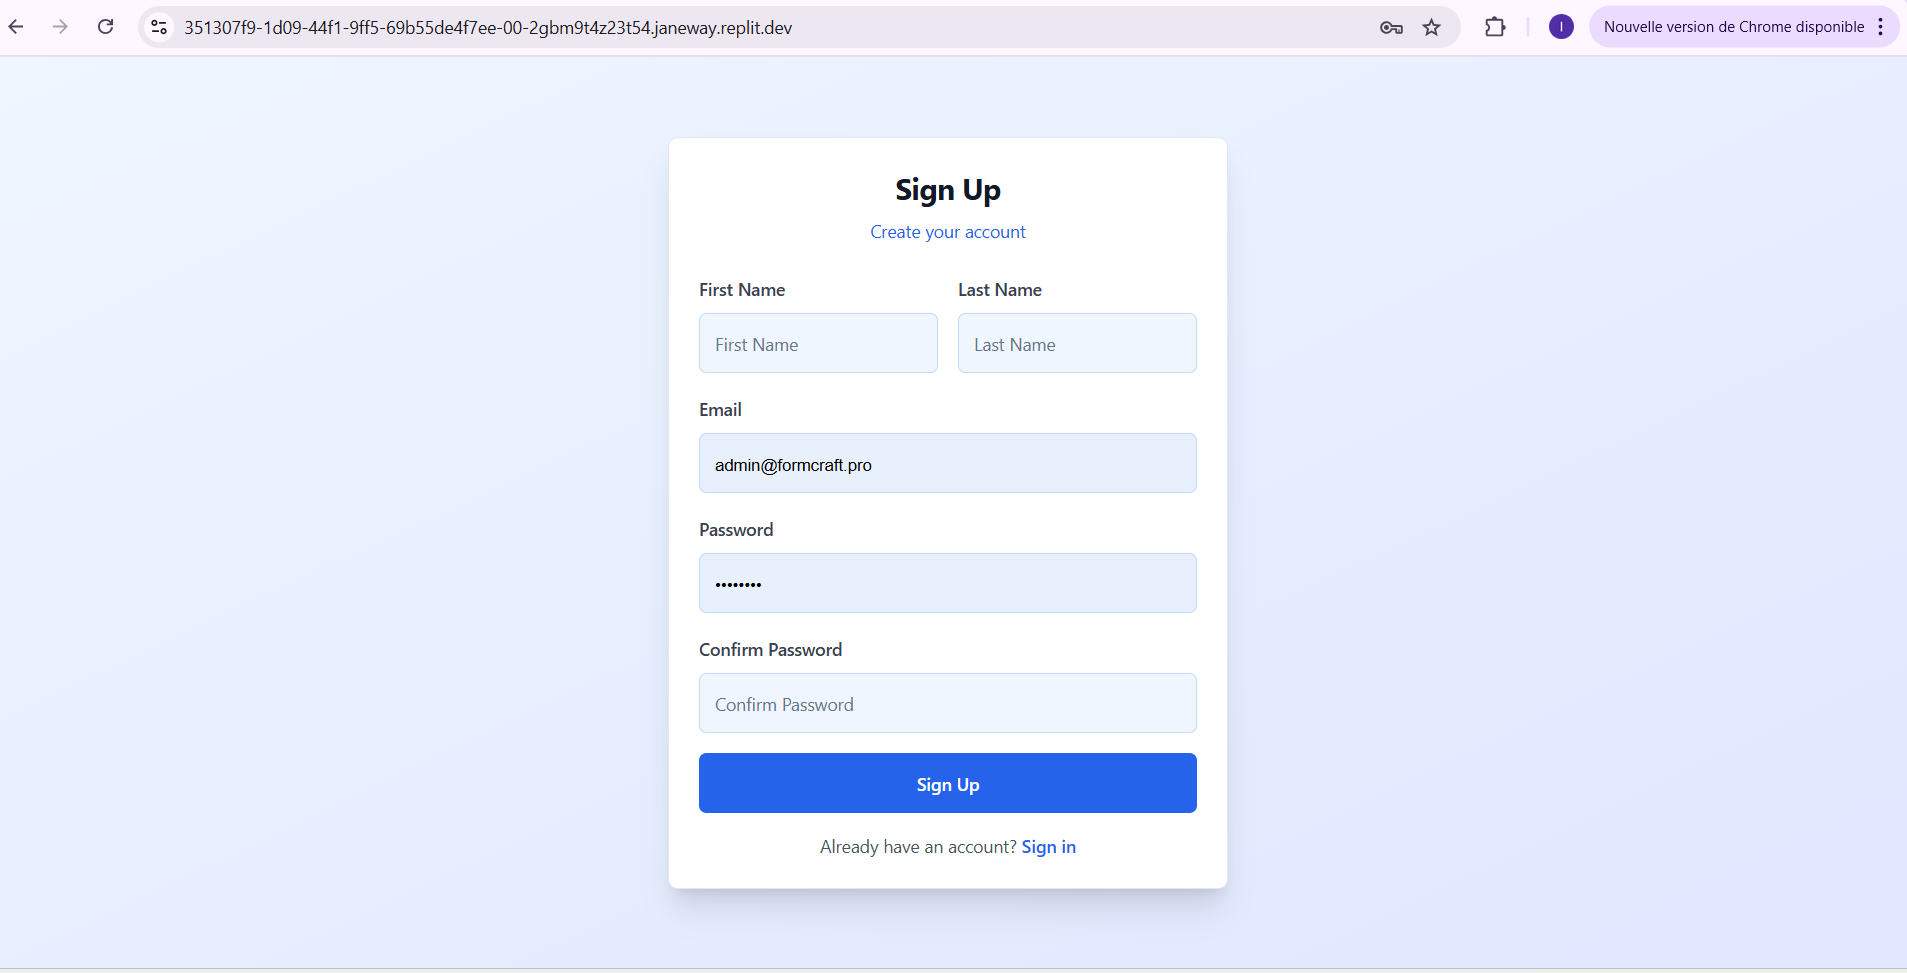 351307f9-1d09-44f1-9ff5-69b55de4f7ee-00-2gbm9t4z23t54.janeway.replit.dev
I
Nouvelle version de Chrome disponible
Sign Up
Create your account
First Name Last Name
First Name Last Name
Email
admin@formcraft.pro
Password
••••••••
Confirm Password
Confirm Password
Sign Up
Already have an account? Sign in